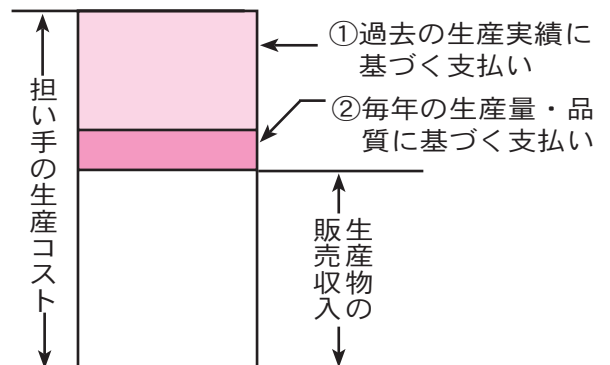 ①過去の生産実績に
基づく支払い
②毎年の生産量・品
質に基づく支払い
担い手の生産コスト
生産物の
販売収入